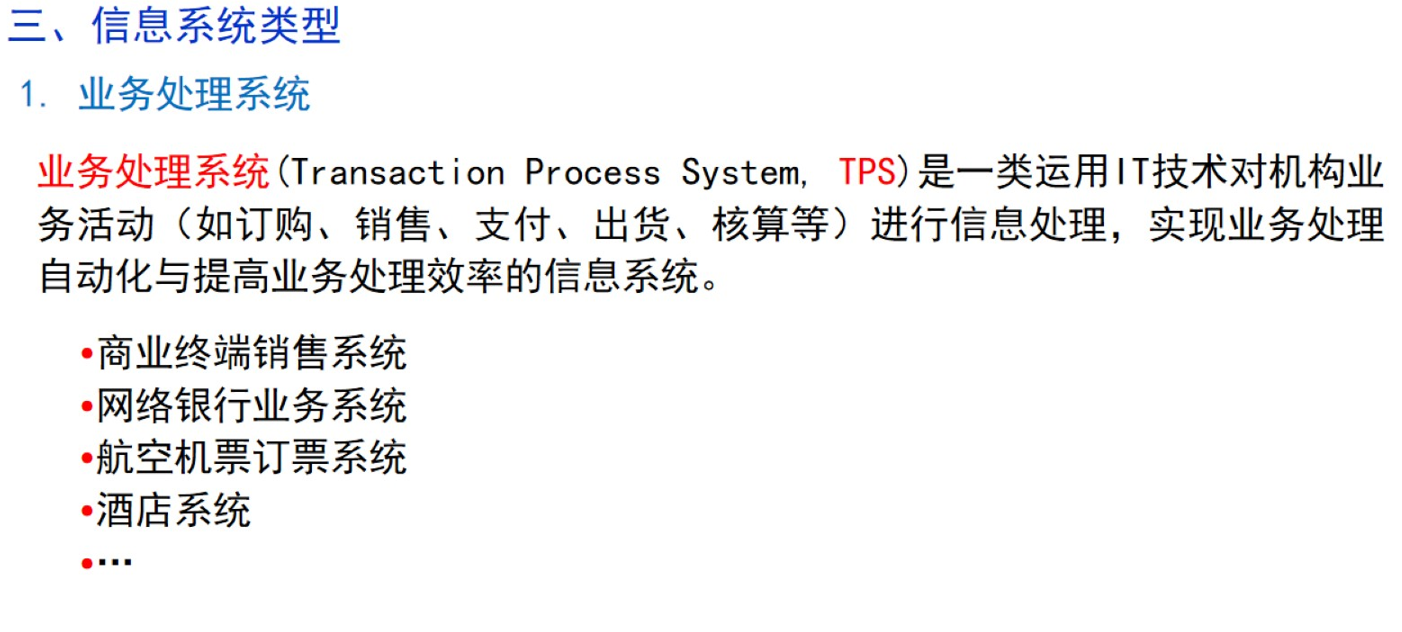 三、信息系统类型
1. 业务处理系统
业务处理系统(Transaction Process System, TPS)是一类运用IT技术对机构业
务活动（如订购、销售、支付、出货、核算等）进行信息处理，实现业务处理
自动化与提高业务处理效率的信息系统。
•商业终端销售系统
•网络银行业务系统
•航空机票订票系统
•酒店系统
•…